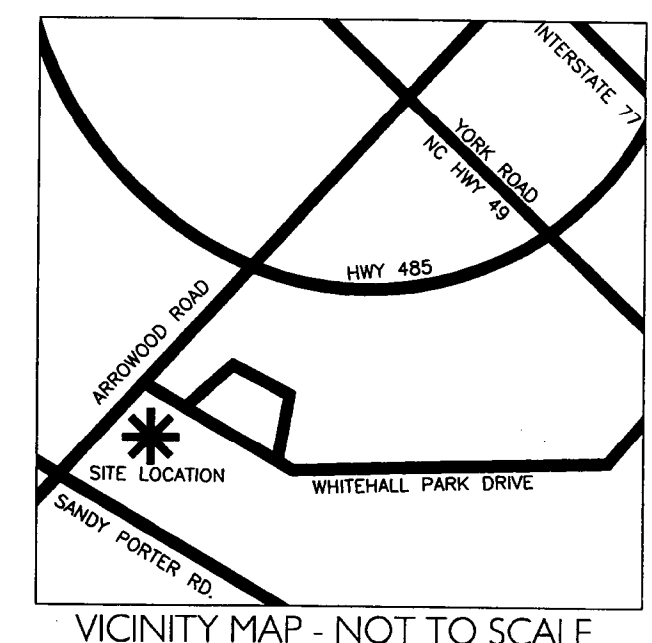 INTERSTATE 77
YORK ROAD
NC HWY 49
HWY 485
ARROWOOD ROAD
SITE LOCATION
WHITEHALL PARK DRIVE
SANDY PORTER RD.
VICINITY MAP - NOT TO SCALE